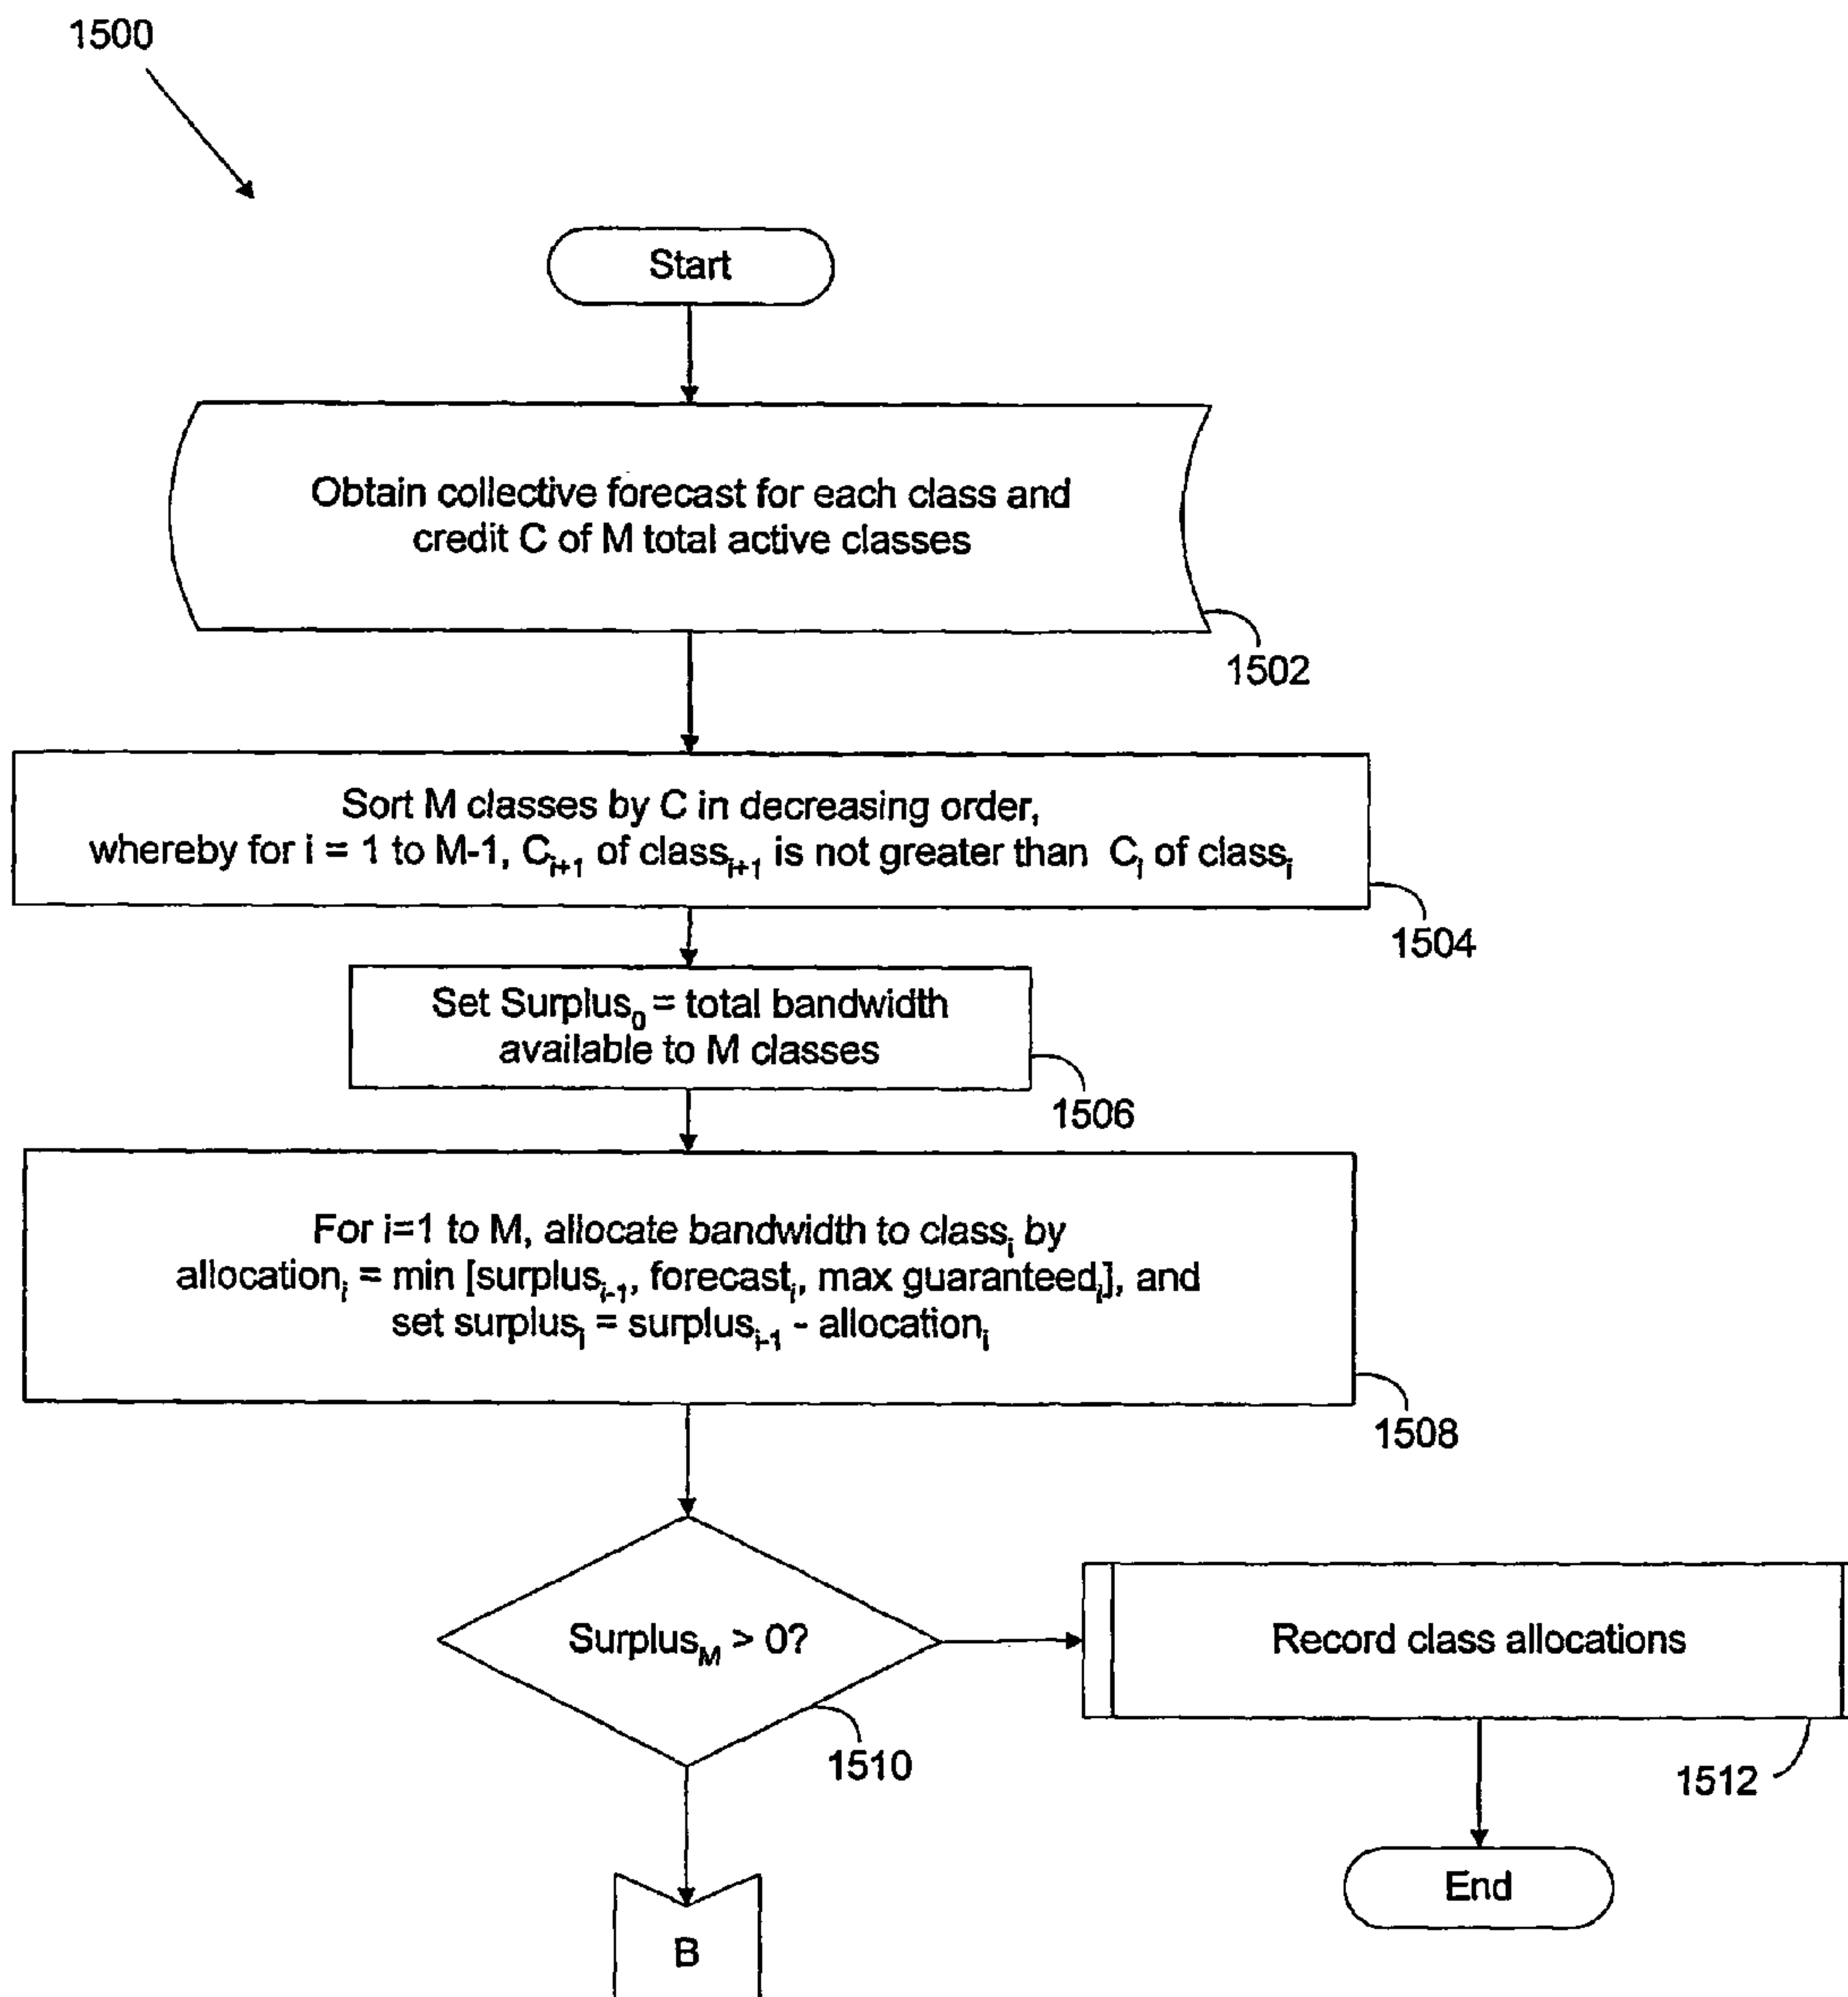 1500
Start
Obtain collective forecast for each class and
credit C of M total active classes
1502
Sort M classes by C in decreasing order,
whereby for i = 1 to M-1, Cᵢ₊₁ of classᵢ₊₁ is not greater than Cᵢ of classᵢ
1504
Set Surplus₀ = total bandwidth
available to M classes
1506
For i=1 to M, allocate bandwidth to classᵢ by
allocationᵢ = min [surplusᵢ₋₁, forecastᵢ, max guaranteedᵢ], and
set surplusᵢ = surplusᵢ₋₁ - allocationᵢ
1508
Surplus_M > 0?
1510
Record class allocations
1512
End
B